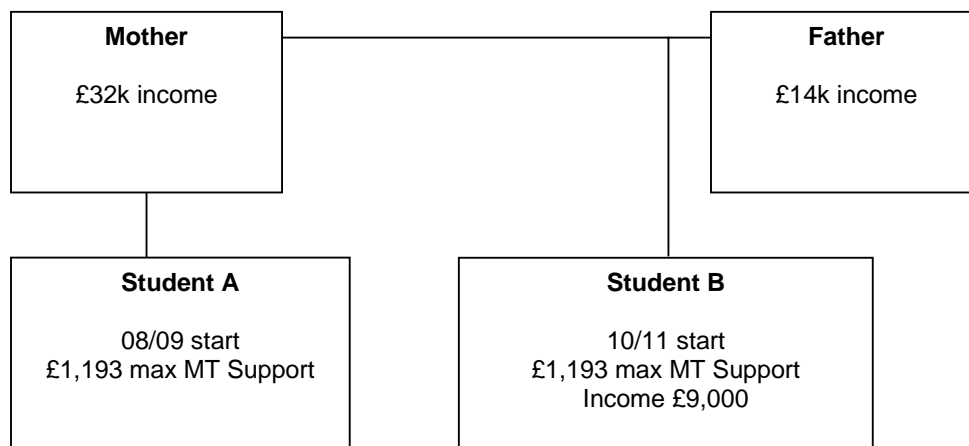 Mother
£32k income
Father
£14k income
Student A
08/09 start
£1,193 max MT Support
Student B
10/11 start
£1,193 max MT Support
Income £9,000